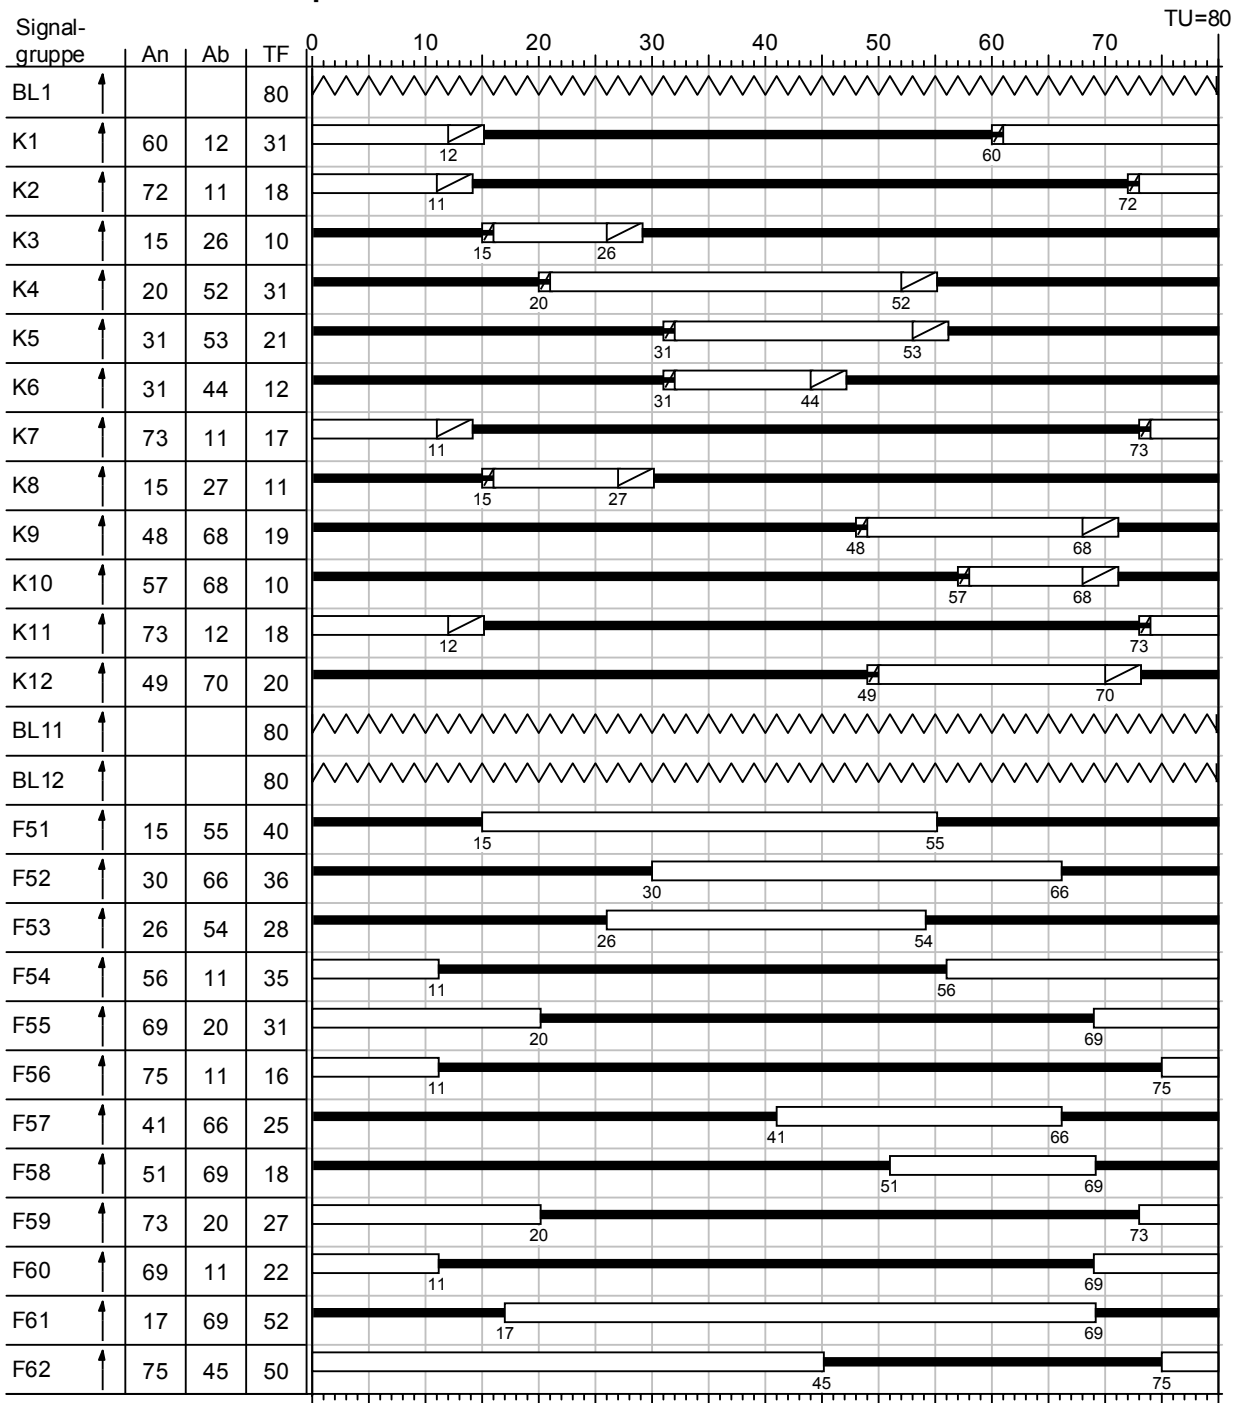 TU=80
Signal-
gruppe An Ab TF 0 10 20 30 40 50 60 70
BL1 80
K1 60 12 31
12 60
K2 72 11 18
11 72
K3 15 26 10
15 26
K4 20 52 31
20 52
K5 31 53 21
31 53
K6 31 44 12
31 44
K7 73 11 17
11 73
K8 15 27 11
15 27
K9 48 68 19
48 68
K10 57 68 10
57 68
K11 73 12 18
12 73
K12 49 70 20
49 70
BL11 80
BL12 80
F51 15 55 40
15 55
F52 30 66 36
30 66
F53 26 54 28
26 54
F54 56 11 35
11 56
F55 69 20 31
20 69
F56 75 11 16
11 75
F57 41 66 25
41 66
F58 51 69 18
51 69
F59 73 20 27
20 73
F60 69 11 22
11 69
F61 17 69 52
17 69
F62 75 45 50
45 75